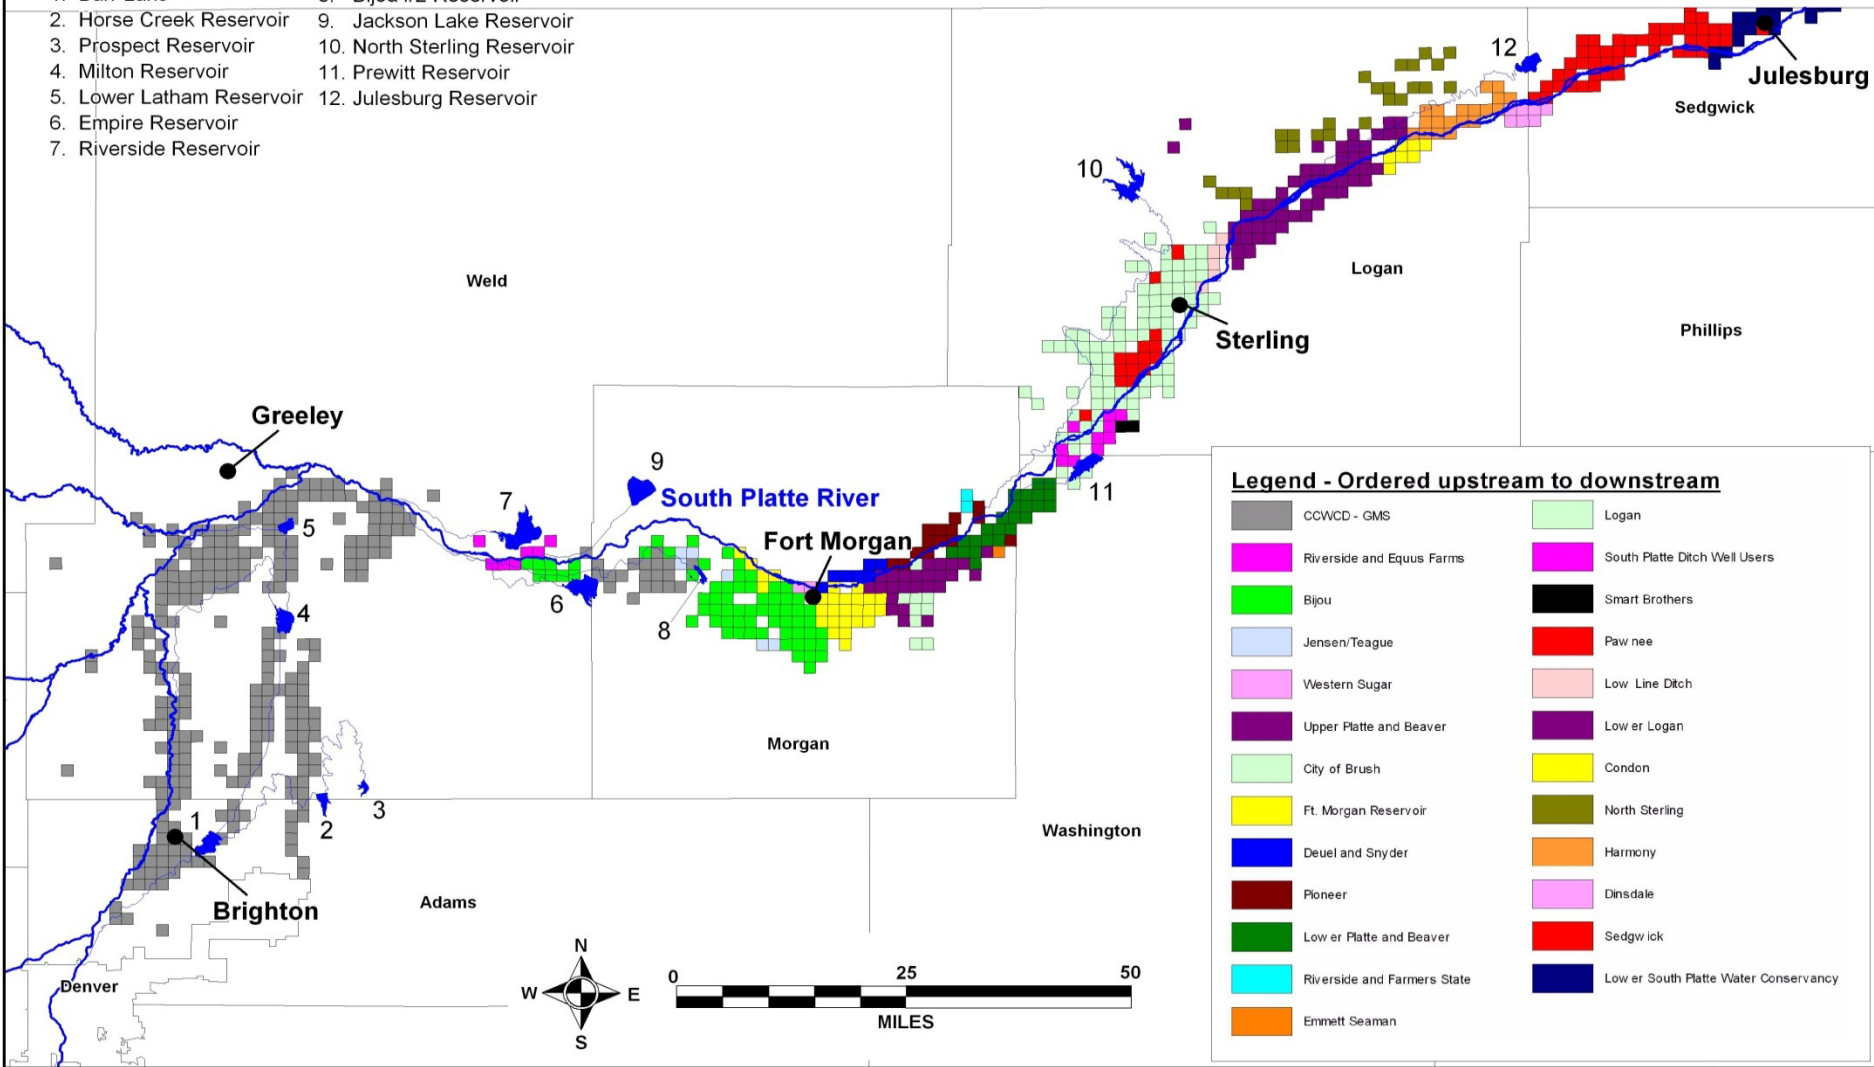 2. Horse Creek Reservoir
3. Prospect Reservoir
4. Milton Reservoir
5. Lower Latham Reservoir
6. Empire Reservoir
7. Riverside Reservoir
9. Jackson Lake Reservoir
10. North Sterling Reservoir
11. Prewitt Reservoir
12. Julesburg Reservoir
12
Julesburg
Sedgwick
10
Weld
Logan
Phillips
Sterling
Greeley
9
South Platte River
7
11
5
Fort Morgan
6
8
4
Morgan
3
2
1
Washington
Brighton
Adams
Denver
N
W E
S
0 25 50
MILES
Legend - Ordered upstream to downstream
CCWCD - GMS
Riverside and Equus Farms
Bijou
Jensen/Teague
Western Sugar
Upper Platte and Beaver
City of Brush
Ft. Morgan Reservoir
Deuel and Snyder
Pioneer
Lower Platte and Beaver
Riverside and Farmers State
Emmett Seaman
Logan
South Platte Ditch Well Users
Smart Brothers
Pawnee
Low Line Ditch
Lower Logan
Condon
North Sterling
Harmony
Dinsdale
Sedgwick
Lower South Platte Water Conservancy